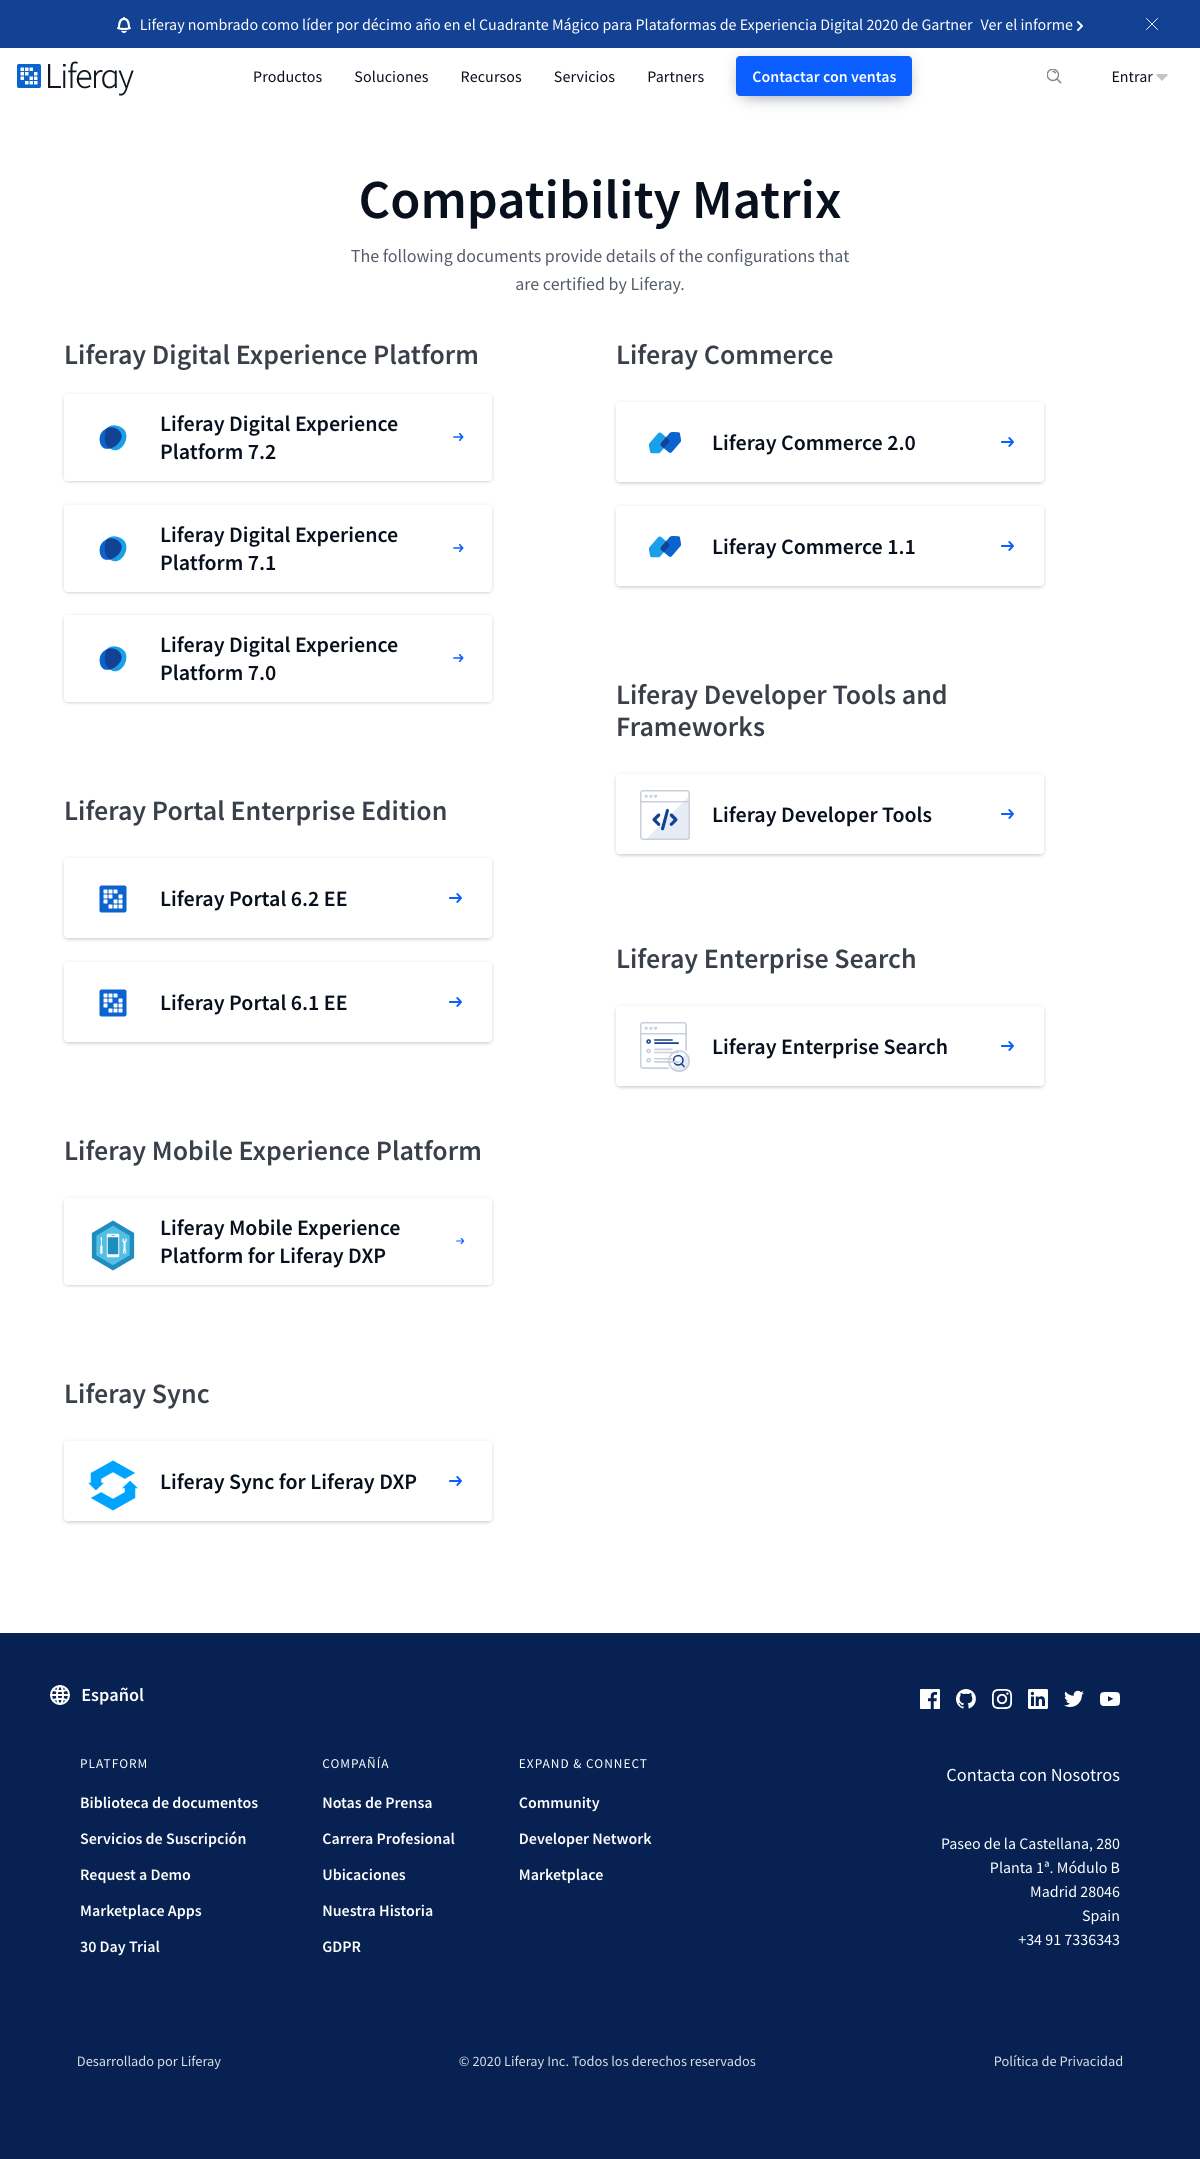 Liferay nombrado como líder por décimo año en el Cuadrante Mágico para Plataformas de Experiencia Digital 2020 de Gartner Ver el informe
Liferay
Productos
Soluciones
Recursos
Servicios
Partners
Contactar con ventas
Entrar
Compatibility Matrix
The following documents provide details of the configurations that
are certified by Liferay.
Liferay Digital Experience Platform
Liferay Digital Experience
Platform 7.2
Liferay Digital Experience
Platform 7.1
Liferay Digital Experience
Platform 7.0
Liferay Portal Enterprise Edition
Liferay Portal 6.2 EE
Liferay Portal 6.1 EE
Liferay Mobile Experience Platform
Liferay Mobile Experience
Platform for Liferay DXP
Liferay Sync
Liferay Sync for Liferay DXP
Liferay Commerce
Liferay Commerce 2.0
Liferay Commerce 1.1
Liferay Developer Tools and
Frameworks
Liferay Developer Tools
Liferay Enterprise Search
Liferay Enterprise Search
Español
PLATFORM
Biblioteca de documentos
Servicios de Suscripción
Request a Demo
Marketplace Apps
30 Day Trial
COMPAÑÍA
Notas de Prensa
Carrera Profesional
Ubicaciones
Nuestra Historia
GDPR
EXPAND & CONNECT
Community
Developer Network
Marketplace
Contacta con Nosotros
Paseo de la Castellana, 280
Planta 1ª. Módulo B
Madrid 28046
Spain
+34 91 7336343
Desarrollado por Liferay
© 2020 Liferay Inc. Todos los derechos reservados
Política de Privacidad